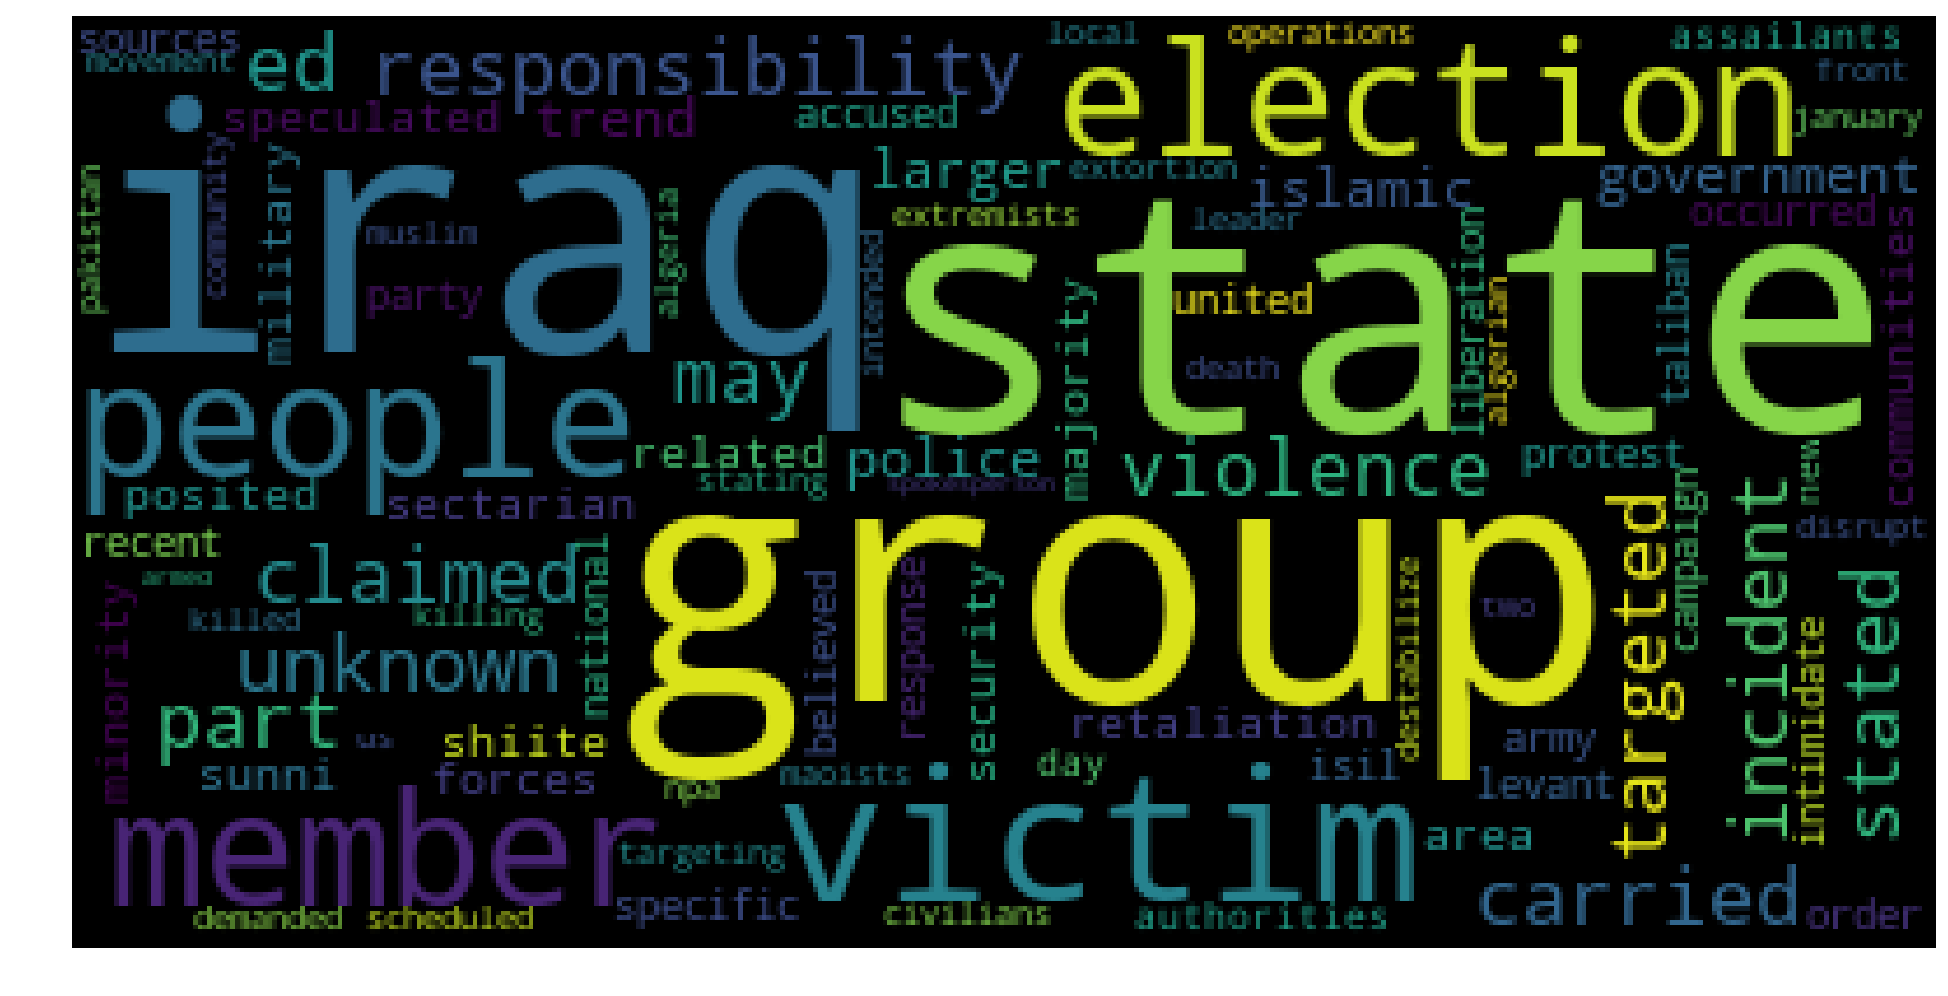 sources
movement
ed
responsibility
local
operations
assailants
election
front
speculated
trend
accused
january
iraq
community
military
pakistan
muslim
party
algeria
larger
extortion
islamic
government
extremists
leader
occurred
intended
state
united
liberation
algerian
taliban
communities
majority
death
people
may
related
stating
police
spokesperson
violence
protest
posited
sectarian
new
disrupt
recent
armed
claimed
national
group
believed
response
security
destabilize
two
targeted
campaign
incident
stated
intimidate
minority
killed
killing
unknown
part
us
shiite
retaliation
army
sunni
forces
npa
maoists
day
isil
levant
member
targeting
victim
area
specific
carried
order
demanded
scheduled
civilians
authorities